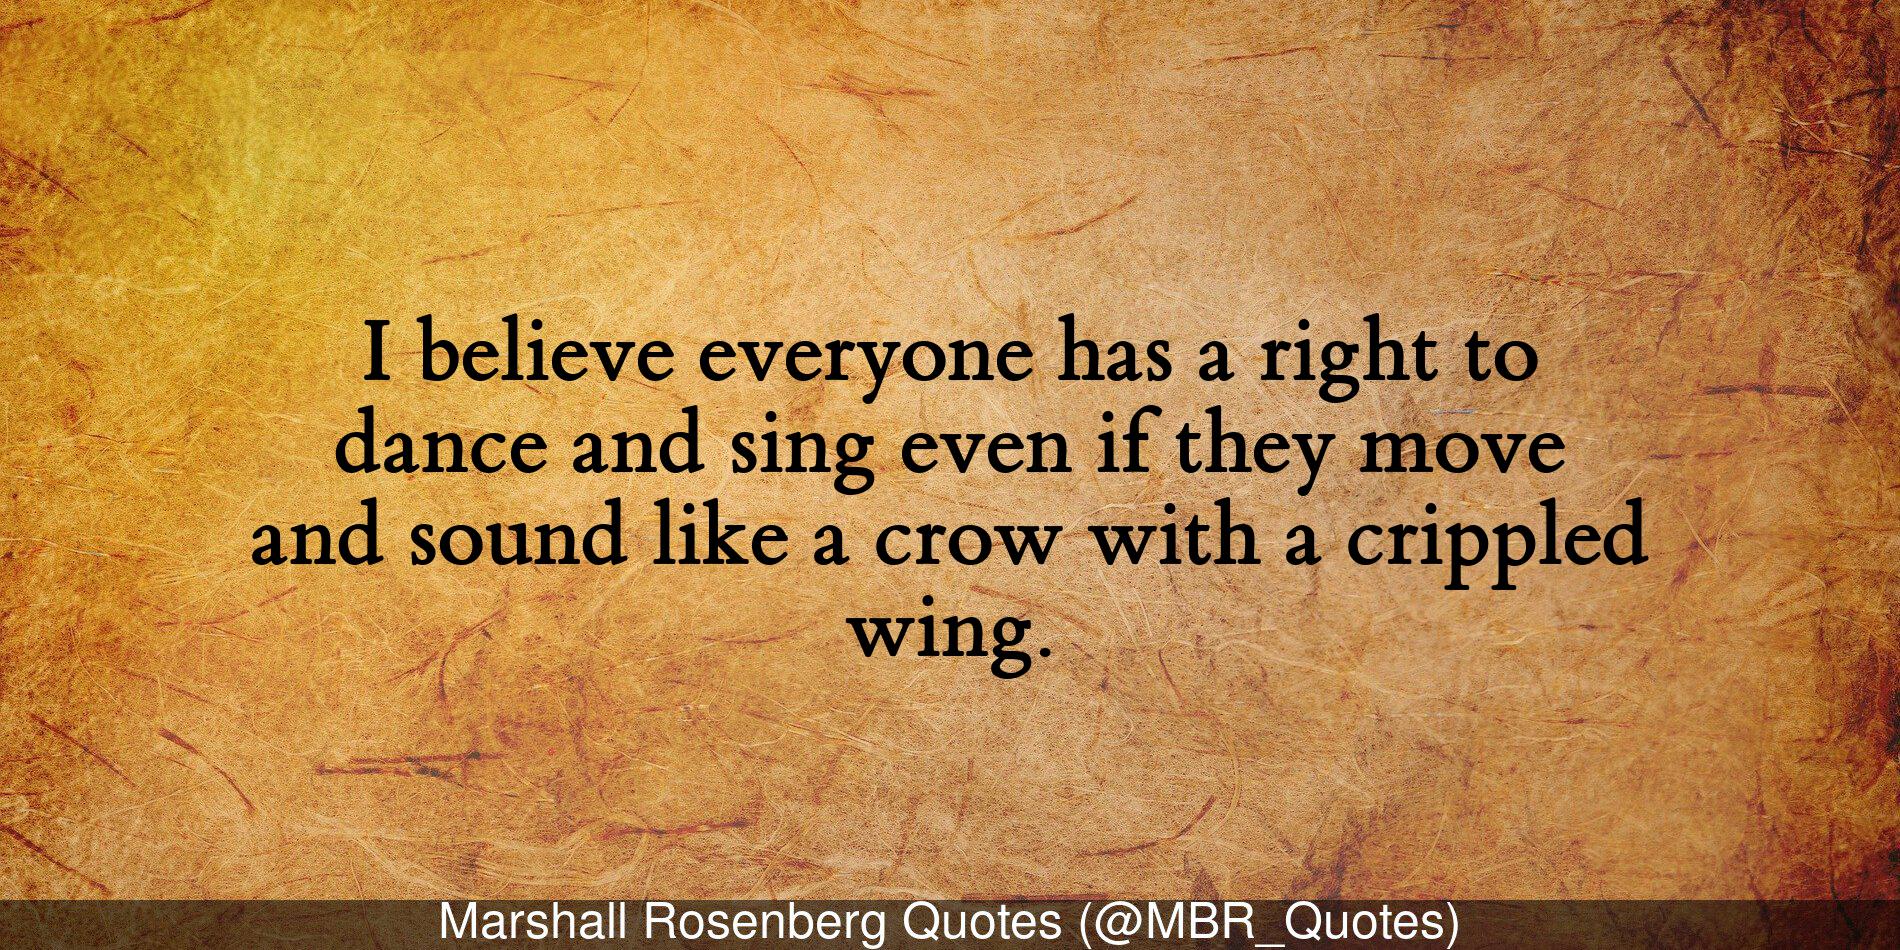 I believe everyone has a right to
dance and sing even if they move
and sound like a crow with a crippled
wing.
Marshall Rosenberg Quotes (@MBR_Quotes)